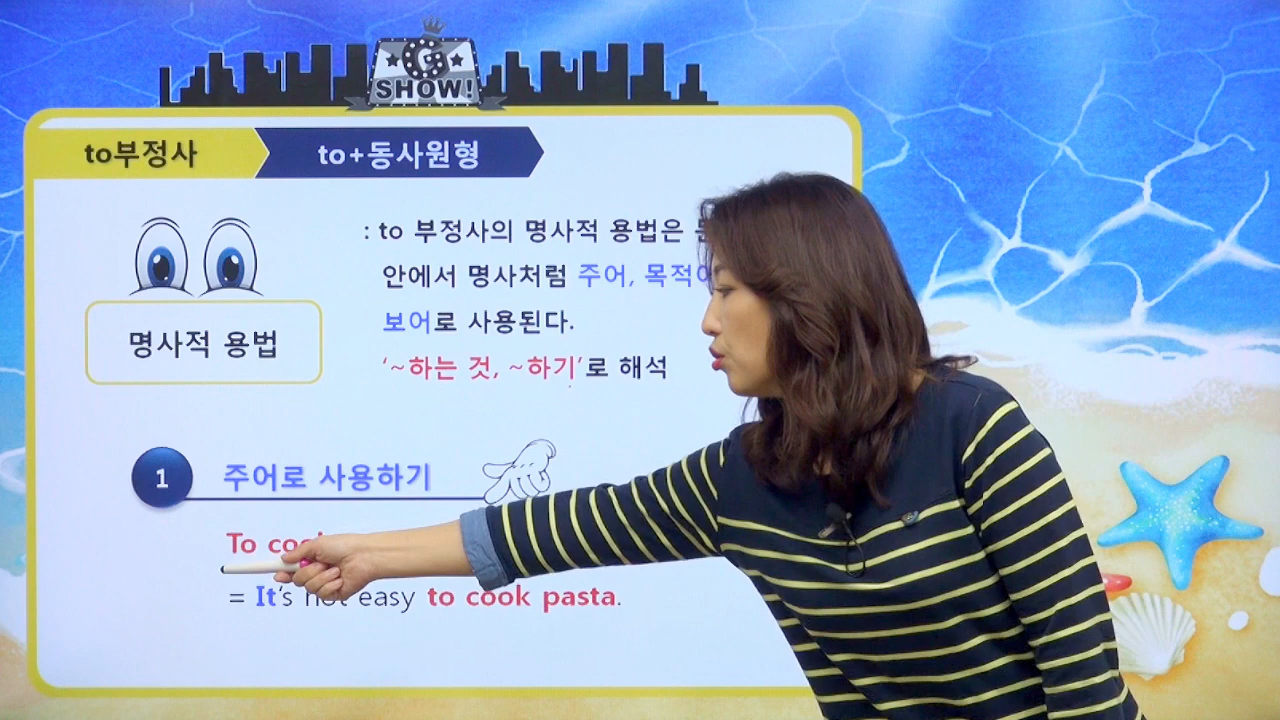 G
SHOW!
to부정사
to+동사원형
: to 부정사의 명사적 용법은
안에서 명사처럼 주어, 목적어
보어로 사용된다.
'~하는 것, ~하기'로 해석
명사적 용법
1
주어로 사용하기
To cook
= It's not easy to cook pasta.